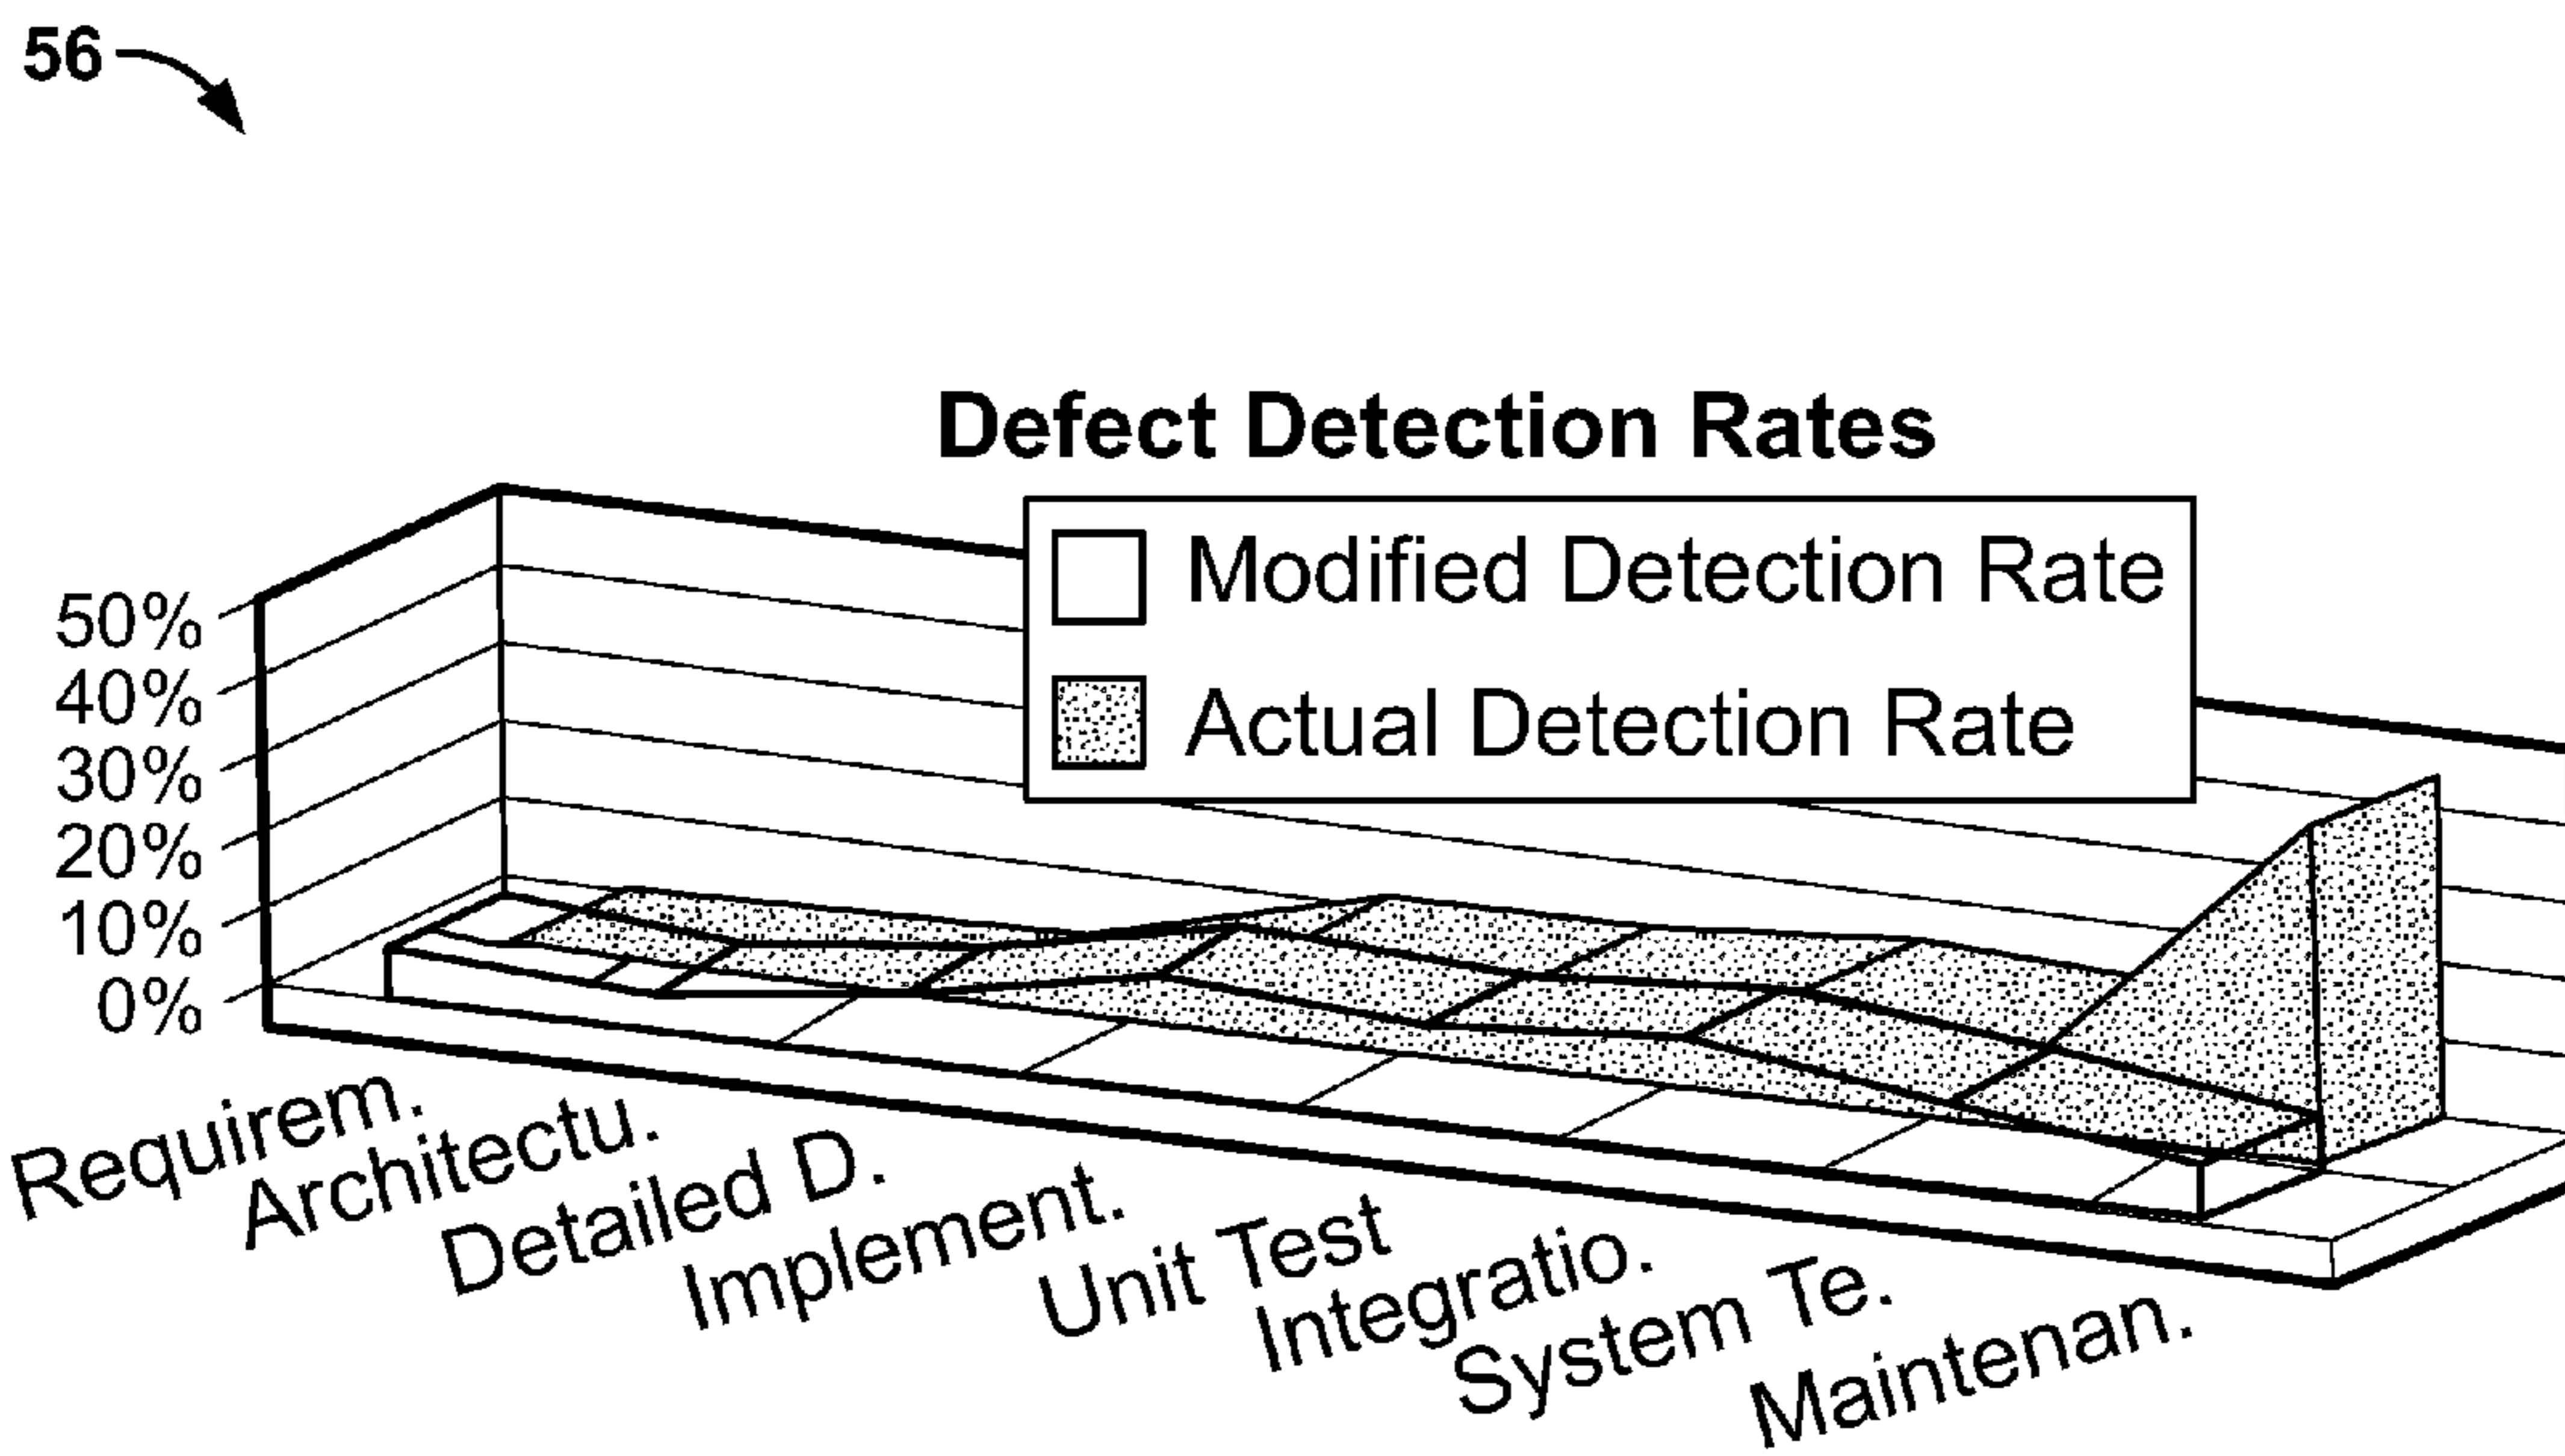 56
Defect Detection Rates
Modified Detection Rate
Actual Detection Rate
50%
40%
30%
20%
10%
0%
Requirem.
Architectu.
Detailed D.
Implement.
Unit Test
Integratio.
System Te.
Maintenan.